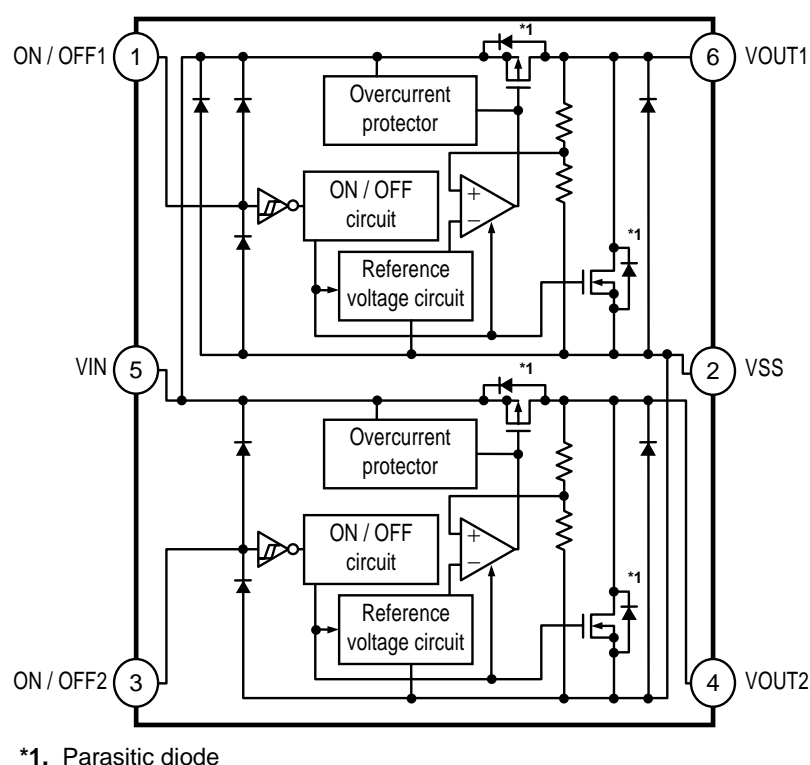 *1
ON / OFF1
1
6
VOUT1
Overcurrent
protector
+
−
ON / OFF
circuit
*1
Reference
voltage circuit
VIN
5
2
VSS
*1
Overcurrent
protector
+
−
ON / OFF
circuit
*1
Reference
voltage circuit
ON / OFF2
3
4
VOUT2
*1. Parasitic diode